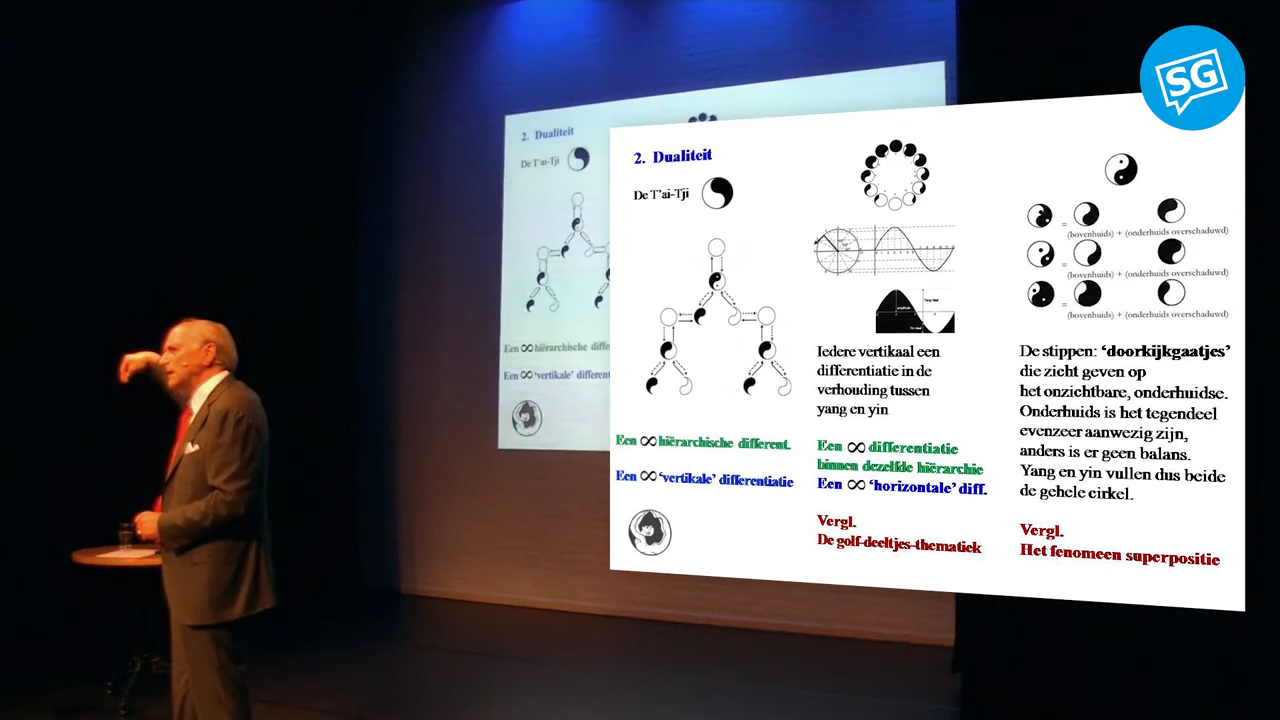 SG
2. Dualiteit
De T'ai-Tji
Een ∞ hiërarchische differe
Een ∞ 'vertikale' different
2. Dualiteit
De T'ai-Tji
Een ∞ hiërarchische different.
Een ∞ 'vertikale' differentiatie
Iedere vertikaal een
differentiatie in de
verhouding tussen
yang en yin
Een ∞ differentiatie
binnen dezelfde hiërarchie
Een ∞ 'horizontale' diff.
Vergl.
De golf-deeltjes-thematiek
=
(bovenhuids) + (onderhuids overschaduwd)
=
(bovenhuids) + (onderhuids overschaduwd)
=
(bovenhuids) + (onderhuids overschaduwd)
De stippen: 'doorkijkgaatjes'
die zicht geven op
het onzichtbare, onderhuidse.
Onderhuids is het tegendeel
evenzeer aanwezig zijn,
anders is er geen balans.
Yang en yin vullen dus beide
de gehele cirkel.
Vergl.
Het fenomeen superpositie